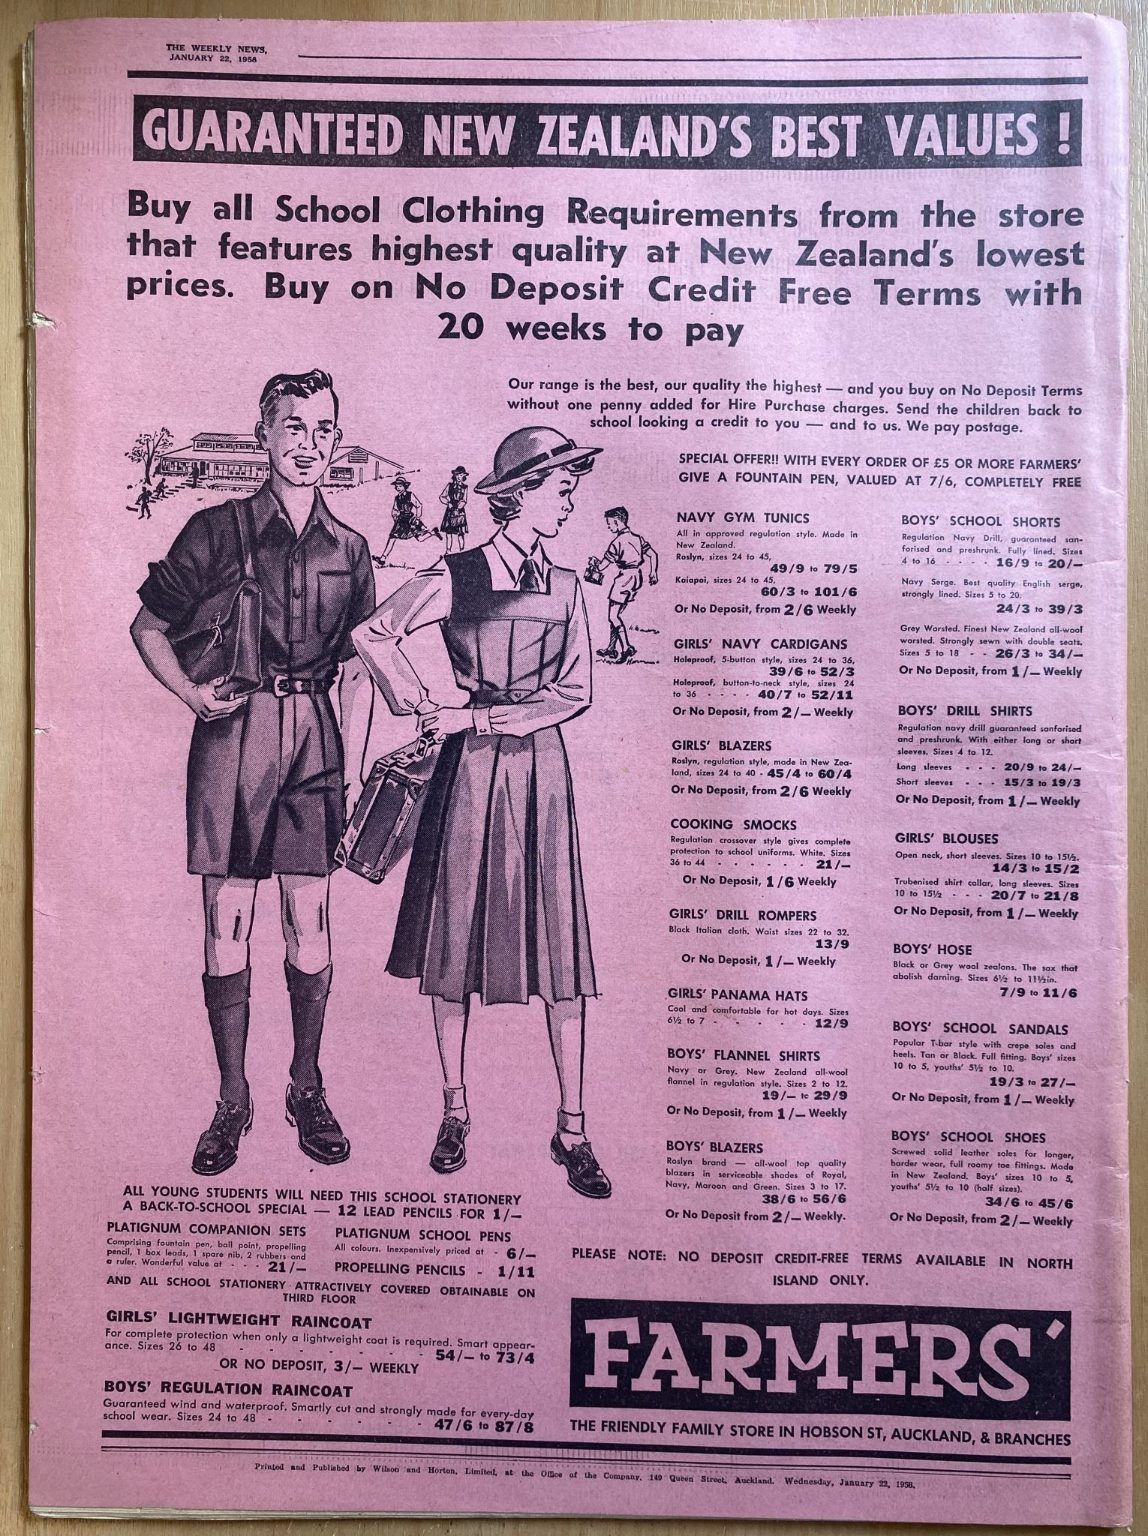 THE WEEKLY NEWS,
JANUARY 22, 1958
GUARANTEED NEW ZEALAND'S BEST VALUES !
Buy all School Clothing Requirements from the store
that features highest quality at New Zealand's lowest
prices. Buy on No Deposit Credit Free Terms with
20 weeks to pay
Our range is the best, our quality the highest — and you buy on No Deposit Terms
without one penny added for Hire Purchase charges. Send the children back to
school looking a credit to you — and to us. We pay postage.
SPECIAL OFFER!! WITH EVERY ORDER OF £5 OR MORE FARMERS'
GIVE A FOUNTAIN PEN, VALUED AT 7/6, COMPLETELY FREE
NAVY GYM TUNICS
All in approved regulation style. Made in
New Zealand.
Roslyn, sizes 24 to 45,
49/9 to 79/5
Kaiapoi, sizes 24 to 45,
60/3 to 101/6
Or No Deposit, from 2/6 Weekly
GIRLS' NAVY CARDIGANS
Holeproof, 5-button style, sizes 24 to 36,
39/6 to 52/3
Holeproof, button-to-neck style, sizes 24
to 36 - - - - 40/7 to 52/11
Or No Deposit, from 2/— Weekly
GIRLS' BLAZERS
Roslyn, regulation style, made in New Zea-
land, sizes 24 to 40 - 45/4 to 60/4
Or No Deposit, from 2/6 Weekly
COOKING SMOCKS
Regulation crossover style gives complete
protection to school uniforms. White. Sizes
36 to 44 - - - - - - 21/—
Or No Deposit, 1/6 Weekly
GIRLS' DRILL ROMPERS
Black Italian cloth. Waist sizes 22 to 32.
13/9
Or No Deposit, 1/— Weekly
GIRLS' PANAMA HATS
Cool and comfortable for hot days. Sizes
6½ to 7 - - - - - 12/9
BOYS' FLANNEL SHIRTS
Navy or Grey. New Zealand all-wool
flannel in regulation style. Sizes 2 to 12.
19/— to 29/9
Or No Deposit, from 1/— Weekly
BOYS' BLAZERS
Roslyn brand — all-wool top quality
blazers in serviceable shades of Royal,
Navy, Maroon and Green. Sizes 3 to 17.
38/6 to 56/6
Or No Deposit, from 2/— Weekly.
BOYS' SCHOOL SHORTS
Regulation Navy Drill, guaranteed san-
forised and preshrunk. Fully lined. Sizes
4 to 16 - - - - 16/9 to 20/—
Navy Serge. Best quality English serge,
strongly lined. Sizes 5 to 20.
24/3 to 39/3
Grey Worsted. Finest New Zealand all-wool
worsted. Strongly sewn with double seats.
Sizes 5 to 18 - - 26/3 to 34/—
Or No Deposit, from 1/— Weekly
BOYS' DRILL SHIRTS
Regulation navy drill guaranteed sanforised
and preshrunk. With either long or short
sleeves. Sizes 4 to 12.
Long sleeves - - - 20/9 to 24/—
Short sleeves - - - 15/3 to 19/3
Or No Deposit, from 1/— Weekly
GIRLS' BLOUSES
Open neck, short sleeves. Sizes 10 to 15½.
14/3 to 15/2
Trubenised shirt collar, long sleeves. Sizes
10 to 15½ - - - 20/7 to 21/8
Or No Deposit, from 1/— Weekly
BOYS' HOSE
Black or Grey wool zealons. The sox that
abolish darning. Sizes 6½ to 11½in.
7/9 to 11/6
BOYS' SCHOOL SANDALS
Popular T-bar style with crepe soles and
heels. Tan or Black. Full fitting. Boys' sizes
10 to 5, youths' 5½ to 10.
19/3 to 27/—
Or No Deposit, from 1/— Weekly
BOYS' SCHOOL SHOES
Screwed solid leather soles for longer,
harder wear, full roomy toe fittings. Made
in New Zealand. Boys' sizes 10 to 5,
youths' 5½ to 10 (half sizes).
34/6 to 45/6
Or No Deposit, from 2/— Weekly
ALL YOUNG STUDENTS WILL NEED THIS SCHOOL STATIONERY
A BACK-TO-SCHOOL SPECIAL — 12 LEAD PENCILS FOR 1/—
PLATIGNUM COMPANION SETS
Comprising fountain pen, ball point, propelling
pencil, 1 box leads, 1 spare nib, 2 rubbers and
a ruler. Wonderful value at - - - 21/—
PLATIGNUM SCHOOL PENS
All colours. Inexpensively priced at - 6/—
PROPELLING PENCILS - 1/11
AND ALL SCHOOL STATIONERY ATTRACTIVELY COVERED OBTAINABLE ON
THIRD FLOOR
GIRLS' LIGHTWEIGHT RAINCOAT
For complete protection when only a lightweight coat is required. Smart appear-
ance. Sizes 26 to 48 - - - - - - 54/— to 73/4
OR NO DEPOSIT, 3/— WEEKLY
BOYS' REGULATION RAINCOAT
Guaranteed wind and waterproof. Smartly cut and strongly made for every-day
school wear. Sizes 24 to 48 - - - - - 47/6 to 87/8
PLEASE NOTE: NO DEPOSIT CREDIT-FREE TERMS AVAILABLE IN NORTH
ISLAND ONLY.
FARMERS'
THE FRIENDLY FAMILY STORE IN HOBSON ST, AUCKLAND, & BRANCHES
Printed and Published by Wilson and Horton, Limited, at the Office of the Company, 149 Queen Street, Auckland. Wednesday, January 22, 1958.